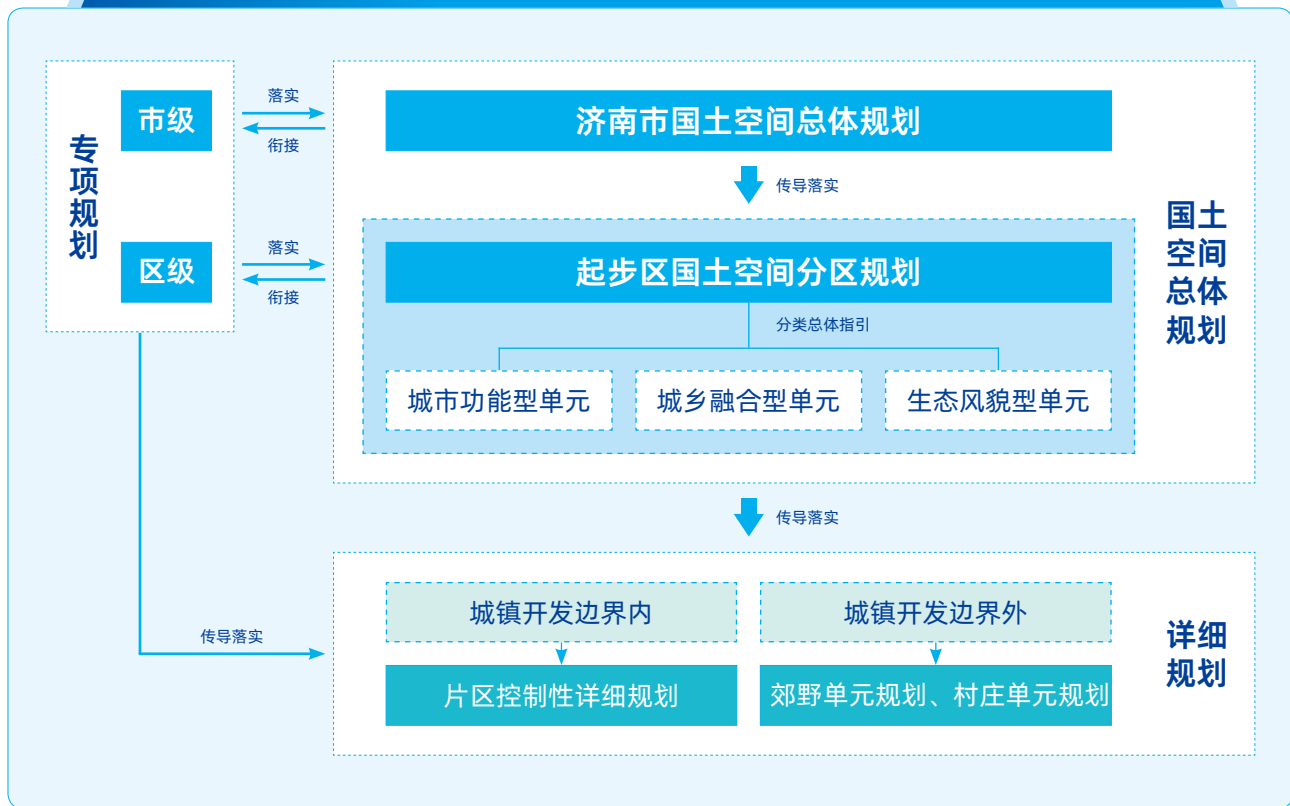 专项规划
市级
落实
衔接
区级
落实
衔接
济南市国土空间总体规划
传导落实
起步区国土空间分区规划
分类总体指引
城市功能型单元
城乡融合型单元
生态风貌型单元
国土
空间
总体
规划
传导落实
传导落实
城镇开发边界内
城镇开发边界外
片区控制性详细规划
郊野单元规划、村庄单元规划
详细
规划